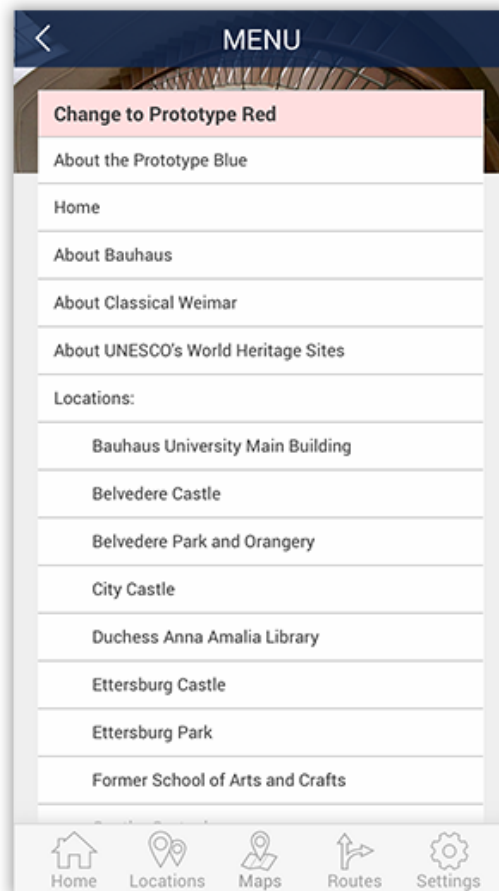 MENU
Change to Prototype Red
About the Prototype Blue
Home
About Bauhaus
About Classical Weimar
About UNESCO's World Heritage Sites
Locations:
Bauhaus University Main Building
Belvedere Castle
Belvedere Park and Orangery
City Castle
Duchess Anna Amalia Library
Ettersburg Castle
Ettersburg Park
Former School of Arts and Crafts
Home Locations Maps Routes Settings